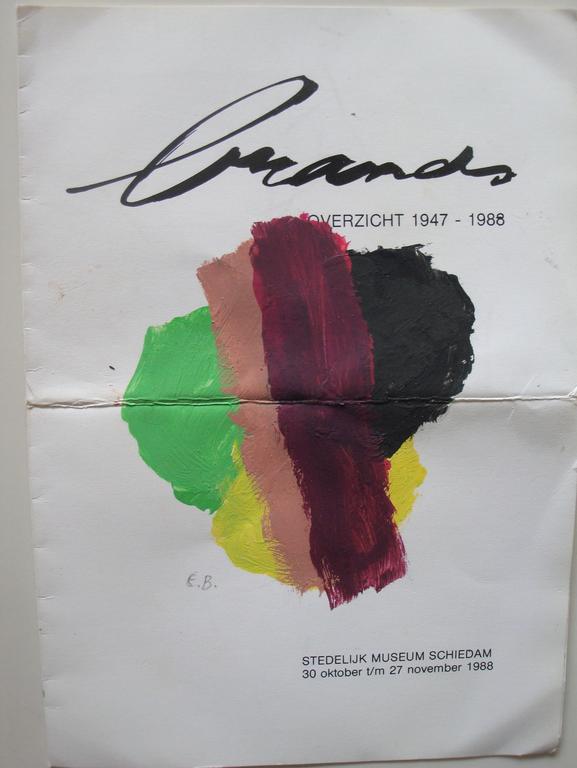 brands
OVERZICHT 1947 - 1988
E.B.
STEDELIJK MUSEUM SCHIEDAM
30 oktober t/m 27 november 1988